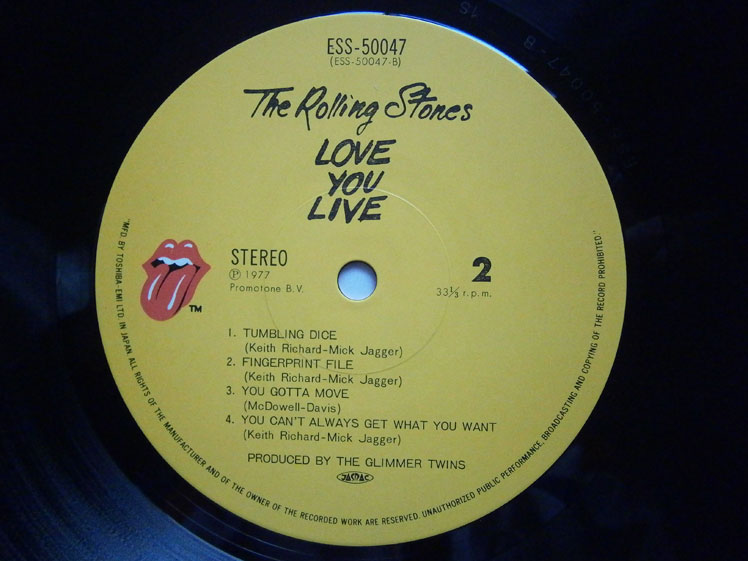 ESS-50047
(ESS-50047-B)
The Rolling Stones
LOVE
YOU
LIVE
STEREO
Ⓟ 1977
Promotone B.V.
2
33 1/3 r.p.m.
TM
1. TUMBLING DICE
(Keith Richard-Mick Jagger)
2. FINGERPRINT FILE
(Keith Richard-Mick Jagger)
3. YOU GOTTA MOVE
(McDowell-Davis)
4. YOU CAN'T ALWAYS GET WHAT YOU WANT
(Keith Richard-Mick Jagger)
PRODUCED BY THE GLIMMER TWINS
JASRAC
"MFD. BY TOSHIBA EMI LTD. IN JAPAN ALL RIGHTS OF THE MANUFACTURER AND OF THE OWNER OF THE RECORDED WORK ARE RESERVED. UNAUTHORIZED PUBLIC PERFORMANCE, BROADCASTING AND COPYING OF THE RECORD PROHIBITED."